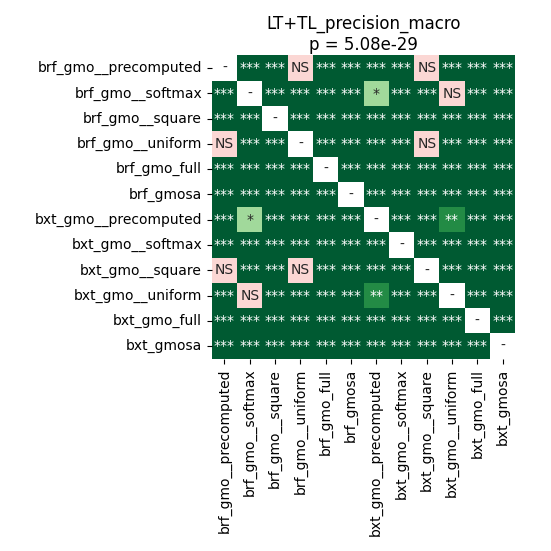 LT+TL_precision_macro
p = 5.08e-29
brf_gmo__precomputed - *** *** NS *** *** *** *** NS *** *** ***
brf_gmo__softmax *** - *** *** *** *** * *** *** NS *** ***
brf_gmo__square *** *** - *** *** *** *** *** *** *** *** ***
brf_gmo__uniform NS *** *** - *** *** *** *** NS *** *** ***
brf_gmo_full *** *** *** *** - *** *** *** *** *** *** ***
brf_gmosa *** *** *** *** *** - *** *** *** *** *** ***
bxt_gmo__precomputed *** * *** *** *** *** - *** *** ** *** ***
bxt_gmo__softmax *** *** *** *** *** *** *** - *** *** *** ***
bxt_gmo__square NS *** *** NS *** *** *** *** - *** *** ***
bxt_gmo__uniform *** NS *** *** *** *** ** *** *** - *** ***
bxt_gmo_full *** *** *** *** *** *** *** *** *** *** - ***
bxt_gmosa *** *** *** *** *** *** *** *** *** *** *** -
brf_gmo__precomputed
brf_gmo__softmax
brf_gmo__square
brf_gmo__uniform
brf_gmo_full
brf_gmosa
bxt_gmo__precomputed
bxt_gmo__softmax
bxt_gmo__square
bxt_gmo__uniform
bxt_gmo_full
bxt_gmosa